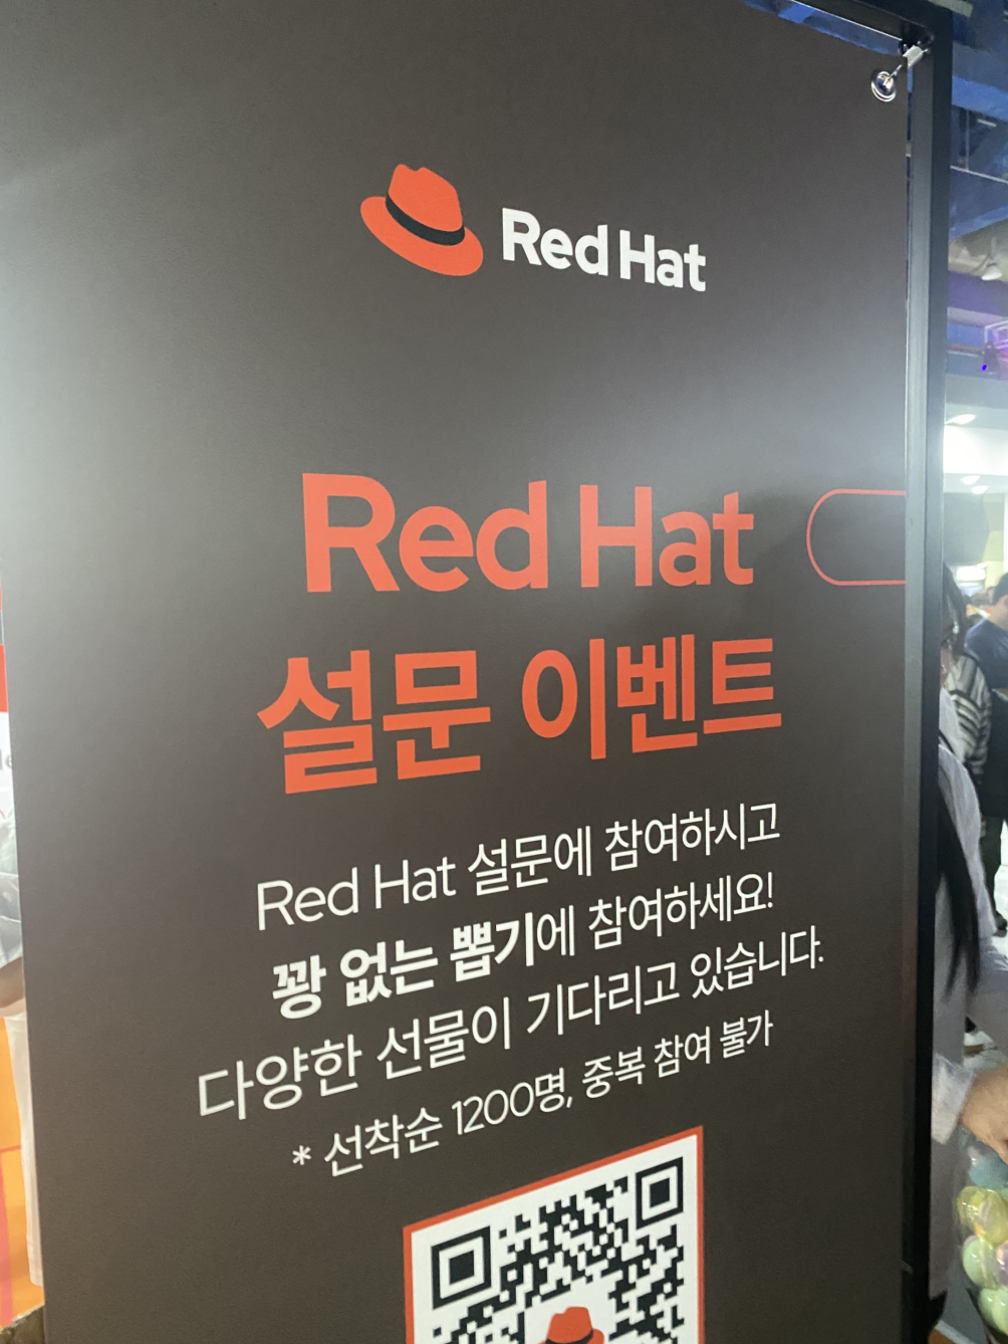 Red Hat
Red Hat
설문 이벤트
Red Hat 설문에 참여하시고
꽝 없는 뽑기에 참여하세요!
다양한 선물이 기다리고 있습니다.
* 선착순 1200명, 중복 참여 불가